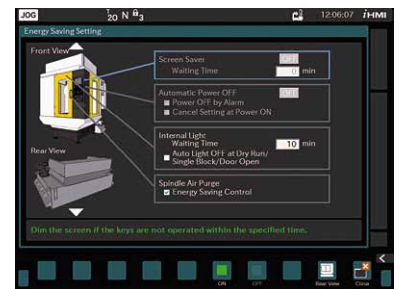 JOG
T20 N B3
2
12:06:07
iHMI
Energy Saving Setting
Front View
Screen Saver OFF
Waiting Time 0 min
Automatic Power OFF OFF
Power OFF by Alarm
Cancel Setting at Power ON
Internal Light
Waiting Time 10 min
Auto Light OFF at Dry Run/
Single Block/Door Open
Rear View
Spindle Air Purge
Energy Saving Control
Dim the screen if the keys are not operated within the specified time.
<
ON
OFF
Rear View
Close